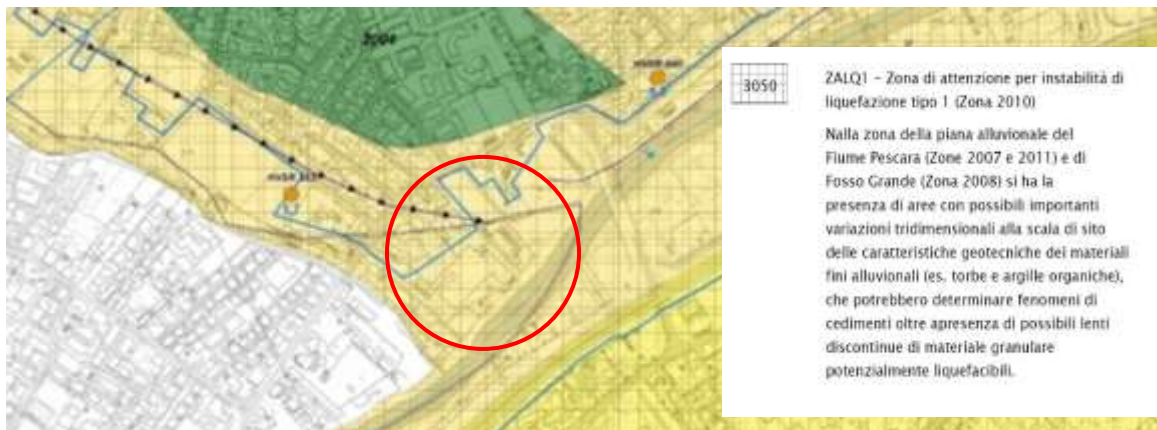 3050
ZALQ1 – Zona di attenzione per instabilità di
liquefazione tipo 1 (Zona 2010)
Nalla zona della piana alluvionale del
Fiume Pescara (Zone 2007 e 2011) e di
Fosso Grande (Zona 2008) si ha la
presenza di aree con possibili importanti
variazioni tridimensionali alla scala di sito
delle caratteristiche geotecniche dei materiali
fini alluvionali (es. torbe e argille organiche),
che potrebbero determinare fenomeni di
cedimenti oltre apresenza di possibili lenti
discontinue di materiale granulare
potenzialmente liquefacibili.